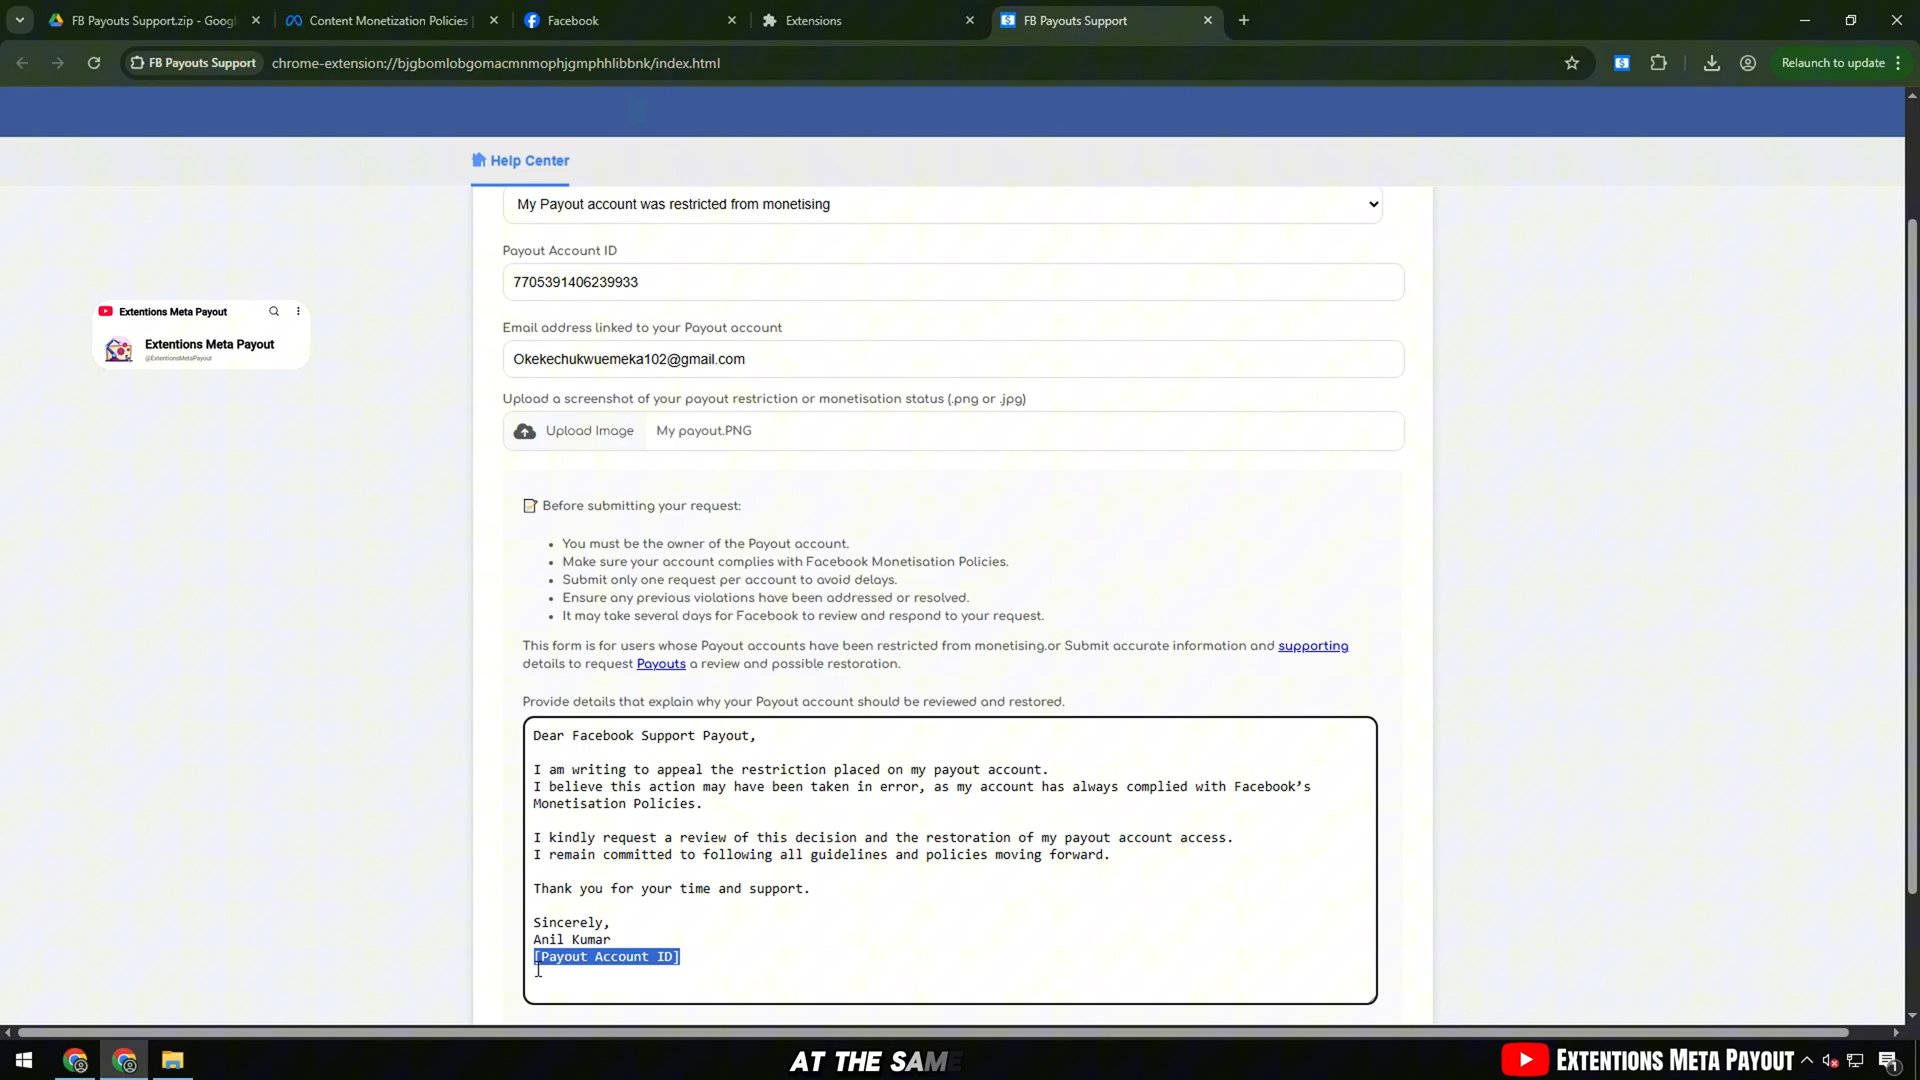 FB Payouts Support.zip - Goog
Content Monetization Policies
Facebook
Extensions
FB Payouts Support
FB Payouts Support
chrome-extension://bjgbomlobgomacmnmophjgmphhlibbnk/index.html
Relaunch to update
Help Center
My Payout account was restricted from monetising
Payout Account ID
7705391406239933
Extentions Meta Payout
Extentions Meta Payout
@ExtentionsMetaPayout
Email address linked to your Payout account
Okekechukwuemeka102@gmail.com
Upload a screenshot of your payout restriction or monetisation status (.png or .jpg)
Upload Image My payout.PNG
Before submitting your request:
• You must be the owner of the Payout account.
• Make sure your account complies with Facebook Monetisation Policies.
• Submit only one request per account to avoid delays.
• Ensure any previous violations have been addressed or resolved.
• It may take several days for Facebook to review and respond to your request.
This form is for users whose Payout accounts have been restricted from monetising.or Submit accurate information and supporting
details to request Payouts a review and possible restoration.
Provide details that explain why your Payout account should be reviewed and restored.
Dear Facebook Support Payout,
I am writing to appeal the restriction placed on my payout account.
I believe this action may have been taken in error, as my account has always complied with Facebook’s
Monetisation Policies.
I kindly request a review of this decision and the restoration of my payout account access.
I remain committed to following all guidelines and policies moving forward.
Thank you for your time and support.
Sincerely,
Anil Kumar
[Payout Account ID]
AT THE SAME
EXTENTIONS META PAYOUT
1